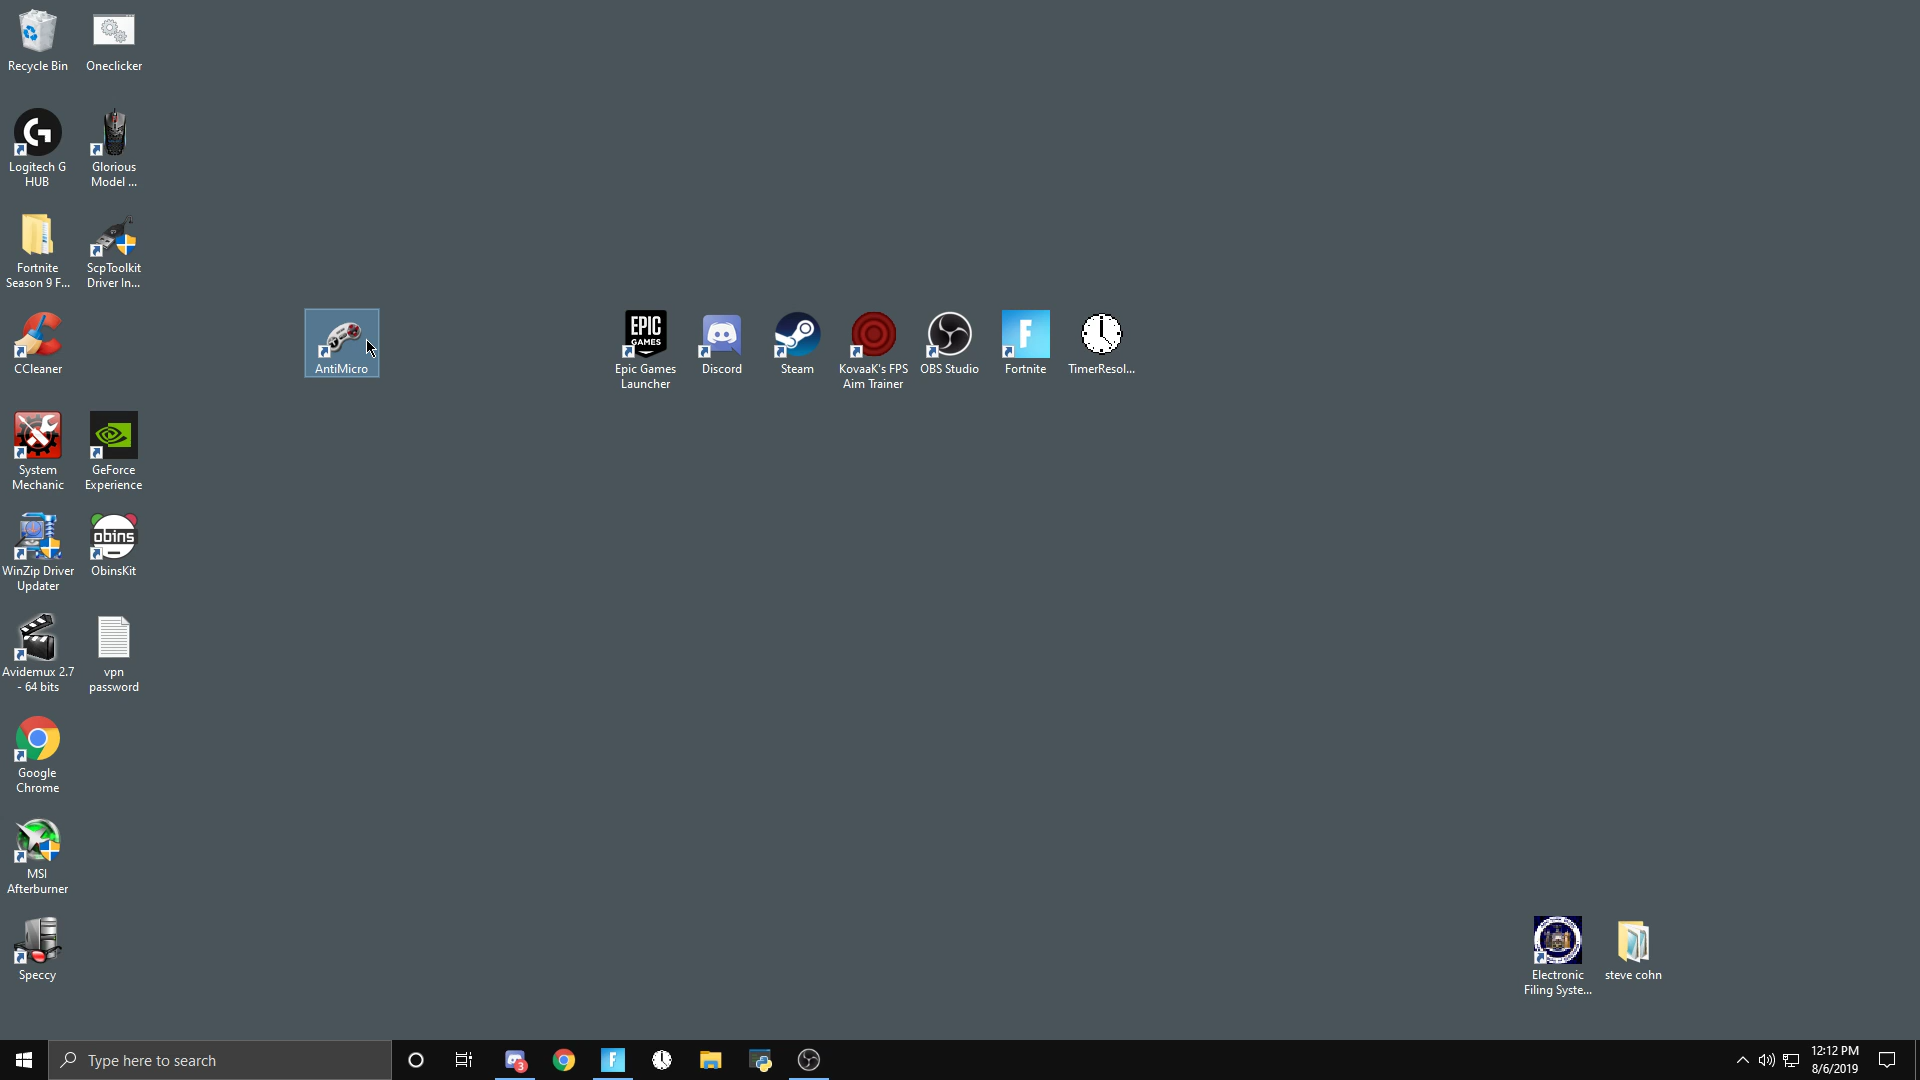 Recycle Bin
Oneclicker
Logitech G
HUB
Glorious
Model ...
Fortnite
Season 9 F...
ScpToolkit
Driver In...
CCleaner
AntiMicro
EPIC
GAMES
Epic Games
Launcher
Discord
Steam
KovaaK's FPS
Aim Trainer
OBS Studio
F
Fortnite
TimerResol...
System
Mechanic
GeForce
Experience
WinZip Driver
Updater
obins
ObinsKit
Avidemux 2.7
- 64 bits
vpn
password
Google
Chrome
MSI
Afterburner
Speccy
Electronic
Filing Syste...
steve cohn
Type here to search
3
F
12:12 PM
8/6/2019